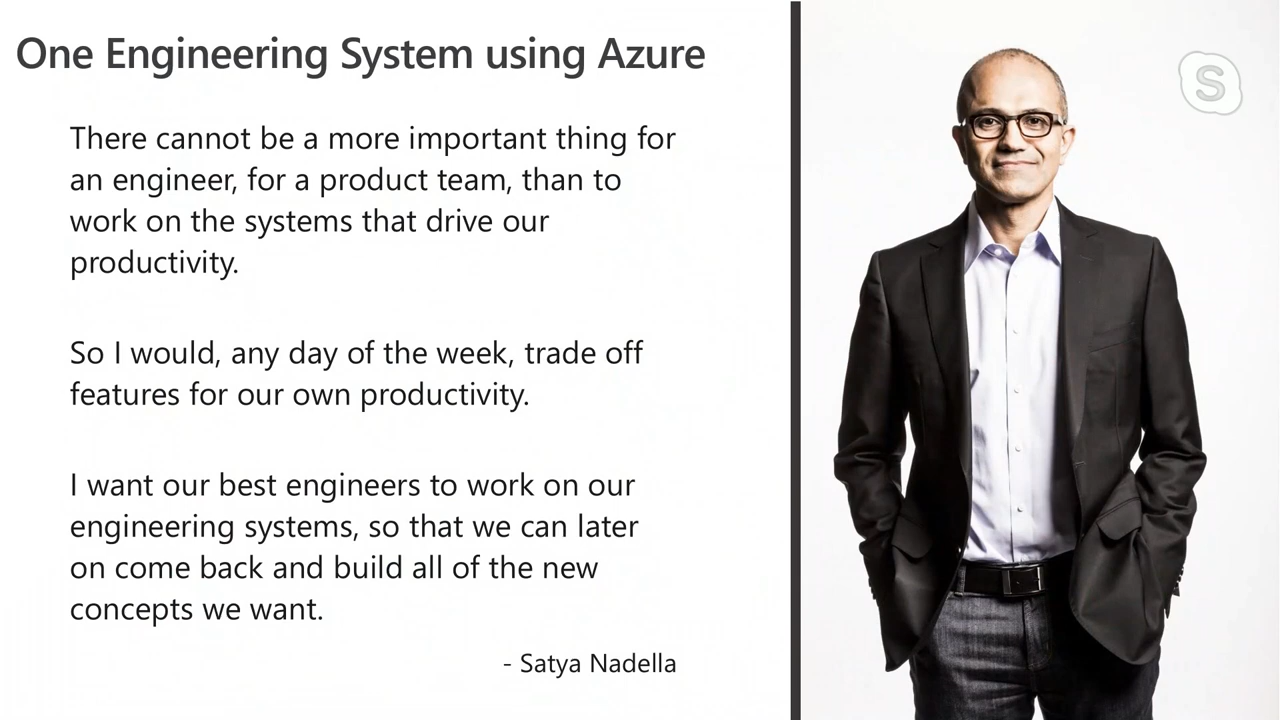 One Engineering System using Azure
There cannot be a more important thing for
an engineer, for a product team, than to
work on the systems that drive our
productivity.
So I would, any day of the week, trade off
features for our own productivity.
I want our best engineers to work on our
engineering systems, so that we can later
on come back and build all of the new
concepts we want.
- Satya Nadella
S